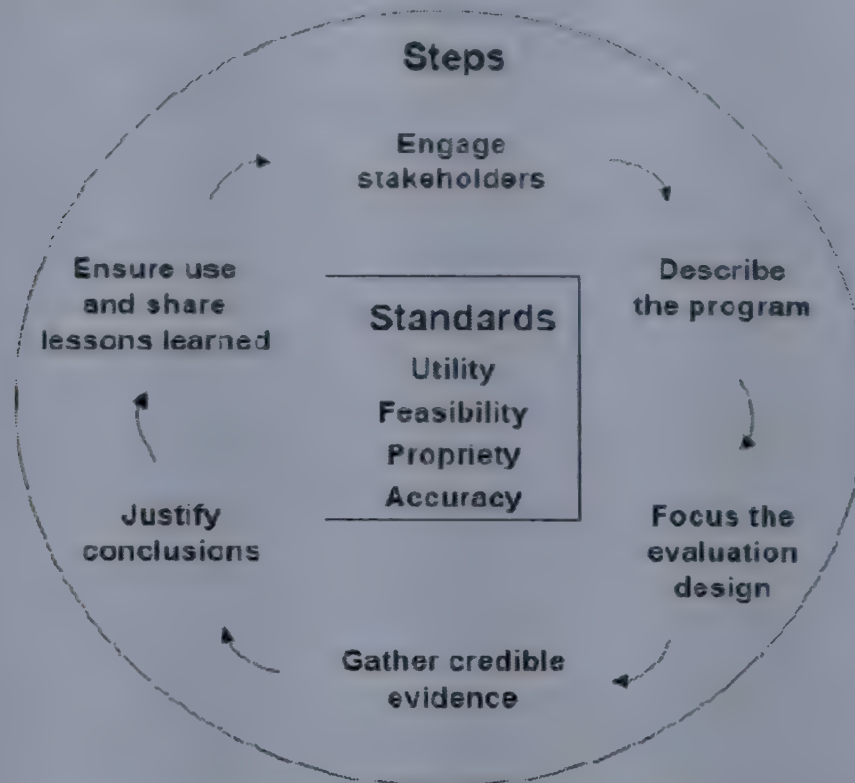 Steps
Engage
stakeholders
Describe
the program
Focus the
evaluation
design
Gather credible
evidence
Justify
conclusions
Ensure use
and share
lessons learned
Standards
Utility
Feasibility
Propriety
Accuracy